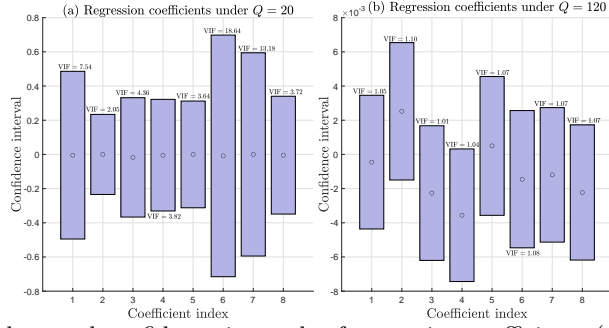 (a) Regression coefficients under Q = 20
0.8
0.6
0.4
0.2
0
-0.2
-0.4
-0.6
-0.8
Confidence interval
VIF = 7.54
VIF = 2.05
VIF = 4.36
VIF = 3.82
VIF = 3.64
VIF = 18.64
VIF = 13.18
VIF = 3.72
1 2 3 4 5 6 7 8
Coefficient index
×10⁻³ (b) Regression coefficients under Q = 120
8
6
4
2
0
-2
-4
-6
-8
Confidence interval
VIF = 1.05
VIF = 1.10
VIF = 1.01
VIF = 1.04
VIF = 1.07
VIF = 1.08
VIF = 1.07
VIF = 1.07
1 2 3 4 5 6 7 8
Coefficient index